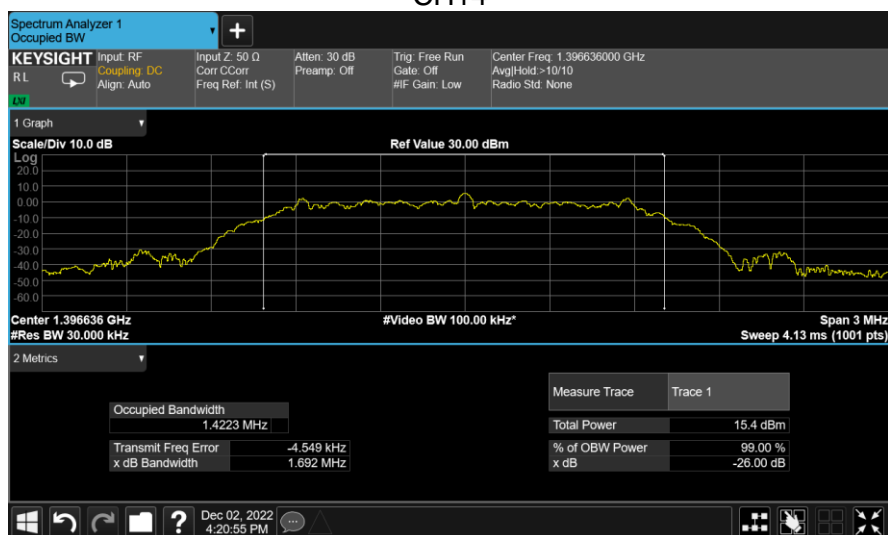 Spectrum Analyzer 1
Occupied BW
+
KEYSIGHT
RL
LXI
Input: RF
Coupling: DC
Align: Auto
Input Z: 50 Ω
Corr CCorr
Freq Ref: Int (S)
Atten: 30 dB
Preamp: Off
Trig: Free Run
Gate: Off
#IF Gain: Low
Center Freq: 1.396636000 GHz
Avg|Hold:>10/10
Radio Std: None
1 Graph
Scale/Div 10.0 dB Ref Value 30.00 dBm
Log
20.0
10.0
0.00
-10.0
-20.0
-30.0
-40.0
-50.0
-60.0
Center 1.396636 GHz #Video BW 100.00 kHz* Span 3 MHz
#Res BW 30.000 kHz Sweep 4.13 ms (1001 pts)
2 Metrics
Measure Trace Trace 1
Occupied Bandwidth
1.4223 MHz
Total Power 15.4 dBm
Transmit Freq Error -4.549 kHz % of OBW Power 99.00 %
x dB Bandwidth 1.692 MHz x dB -26.00 dB
?
Dec 02, 2022
4:20:55 PM